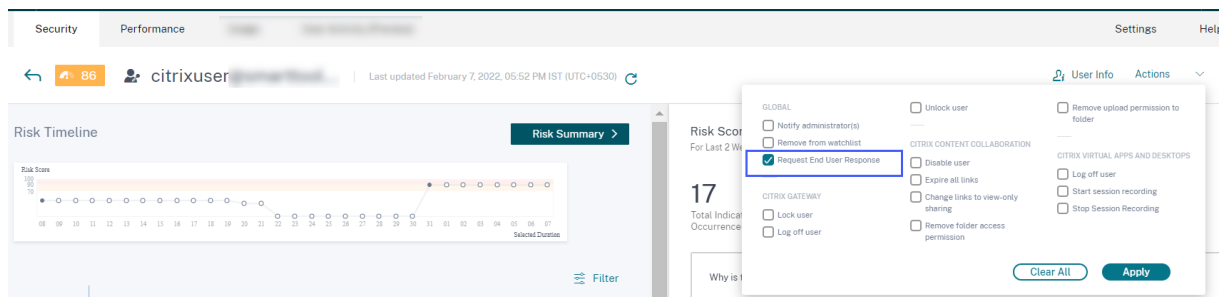 Security Performance
Settings Help
86 citrixuser
Last updated February 7, 2022, 05:52 PM IST (UTC+0530)
User Info Actions
Risk Timeline
Risk Summary >
Risk Score
100
90
70
08 09 10 11 12 13 14 15 16 17 18 19 20 21 22 23 24 25 26 27 28 29 30 31 01 02 03 04 05 06 07
Selected Duration
Filter
Risk Scor
For Last 2 We
17
Total Indica
Occurrence
Why is t
GLOBAL
Notify administrator(s)
Remove from watchlist
Request End User Response
CITRIX GATEWAY
Lock user
Log off user
Unlock user
CITRIX CONTENT COLLABORATION
Disable user
Expire all links
Change links to view-only
sharing
Remove folder access
permission
Remove upload permission to
folder
CITRIX VIRTUAL APPS AND DESKTOPS
Log off user
Start session recording
Stop Session Recording
Clear All Apply